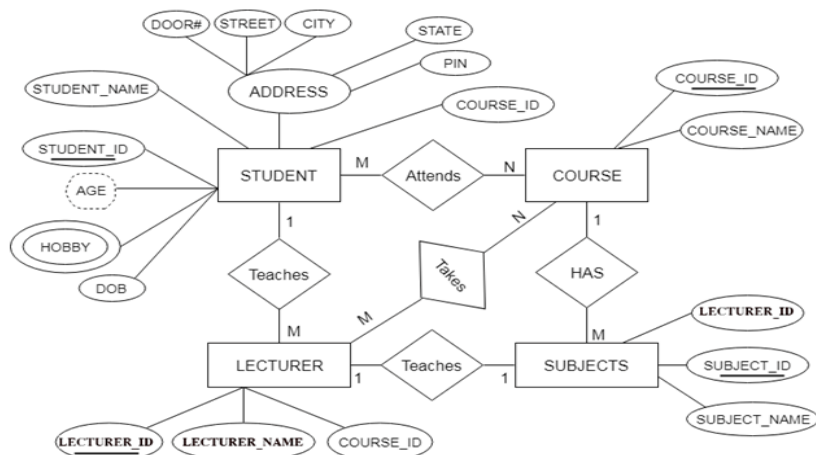 DOOR# STREET CITY
STATE
PIN
ADDRESS
STUDENT_NAME
COURSE_ID
COURSE_ID
COURSE_NAME
STUDENT_ID
STUDENT M Attends N COURSE
AGE
1 1
HOBBY
DOB
Teaches
Takes
N
HAS
M M M
LECTURER_ID
LECTURER 1 Teaches 1 SUBJECTS
SUBJECT_ID
SUBJECT_NAME
LECTURER_ID LECTURER_NAME COURSE_ID